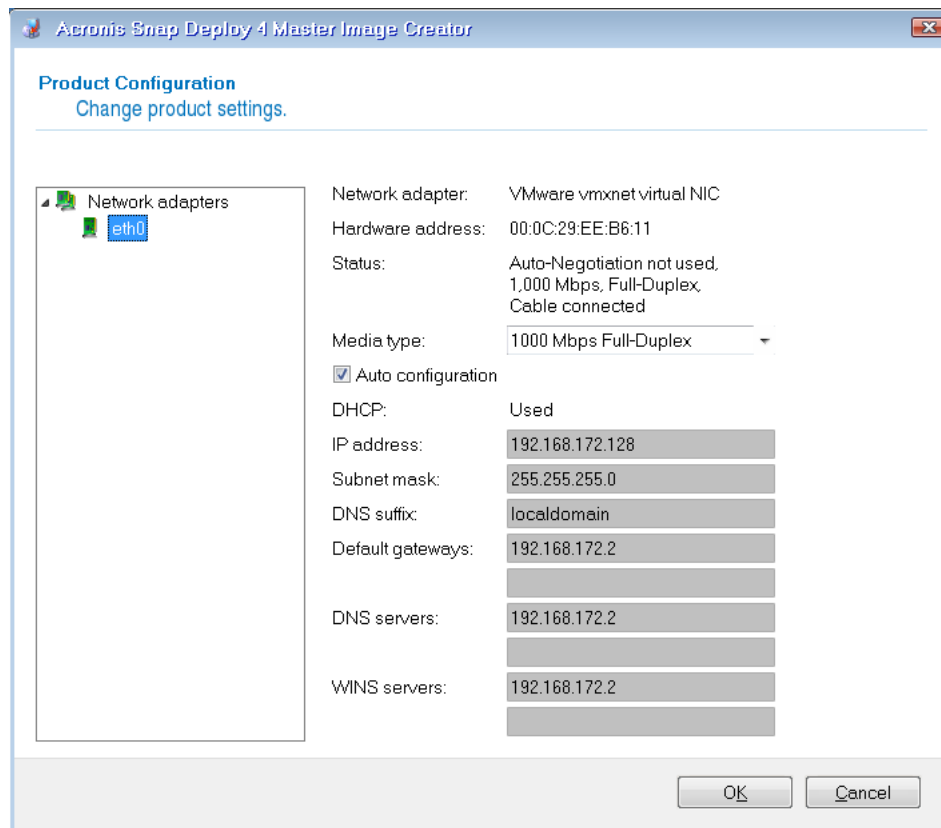 Acronis Snap Deploy 4 Master Image Creator
Product Configuration
Change product settings.
Network adapters
eth0
Network adapter: VMware vmxnet virtual NIC
Hardware address: 00:0C:29:EE:B6:11
Status: Auto-Negotiation not used,
1,000 Mbps, Full-Duplex,
Cable connected
Media type: 1000 Mbps Full-Duplex
Auto configuration
DHCP: Used
IP address: 192.168.172.128
Subnet mask: 255.255.255.0
DNS suffix: localdomain
Default gateways: 192.168.172.2
DNS servers: 192.168.172.2
WINS servers: 192.168.172.2
OK Cancel